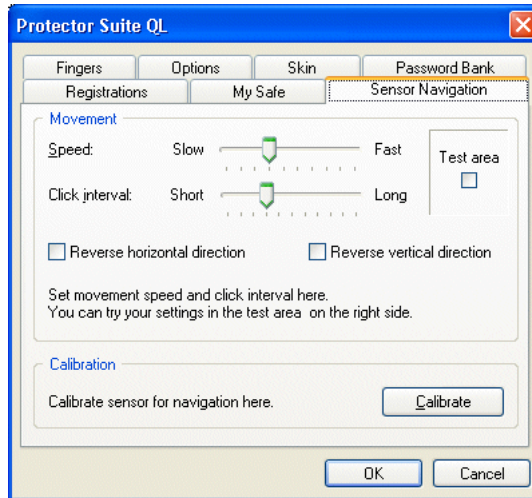 Protector Suite QL
Fingers Options Skin Password Bank
Registrations My Safe Sensor Navigation
Movement
Speed: Slow Fast Test area
Click interval: Short Long
Reverse horizontal direction Reverse vertical direction
Set movement speed and click interval here.
You can try your settings in the test area on the right side.
Calibration
Calibrate sensor for navigation here. Calibrate
OK Cancel